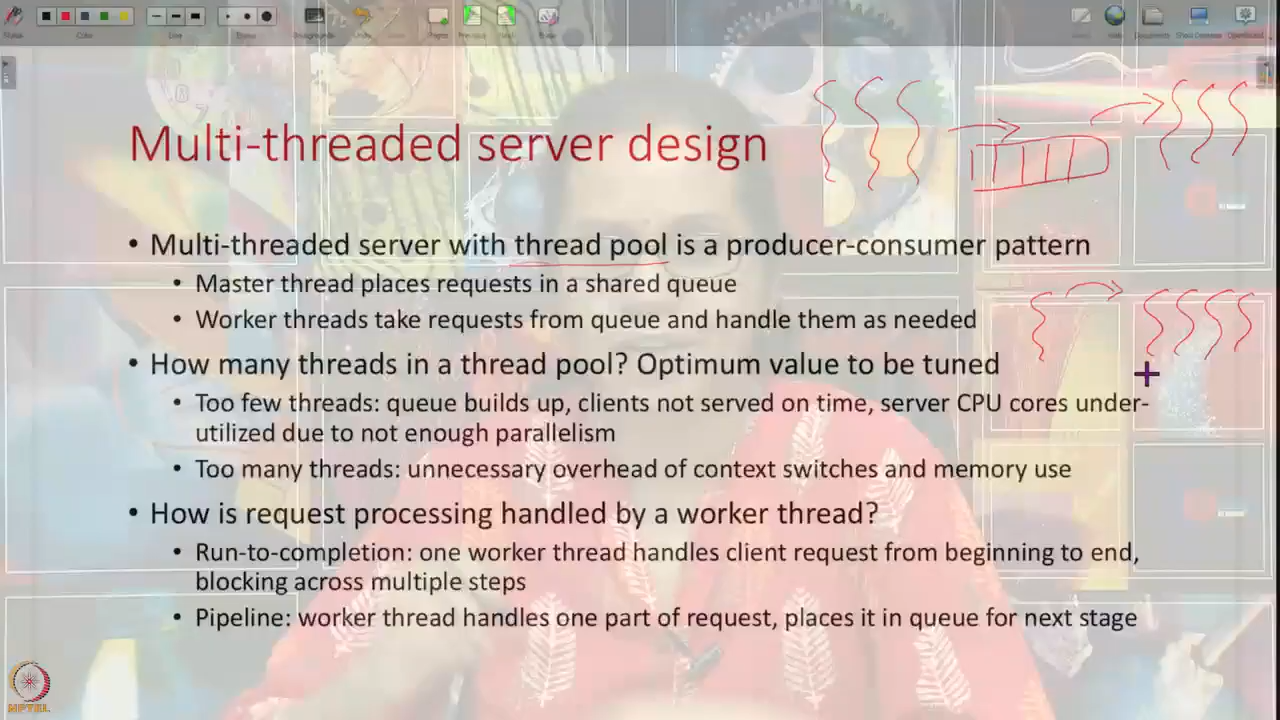 Multi-threaded server design
• Multi-threaded server with thread pool is a producer-consumer pattern
• Master thread places requests in a shared queue
• Worker threads take requests from queue and handle them as needed
• How many threads in a thread pool? Optimum value to be tuned
• Too few threads: queue builds up, clients not served on time, server CPU cores under-
utilized due to not enough parallelism
• Too many threads: unnecessary overhead of context switches and memory use
• How is request processing handled by a worker thread?
• Run-to-completion: one worker thread handles client request from beginning to end,
blocking across multiple steps
• Pipeline: worker thread handles one part of request, places it in queue for next stage
NPTEL